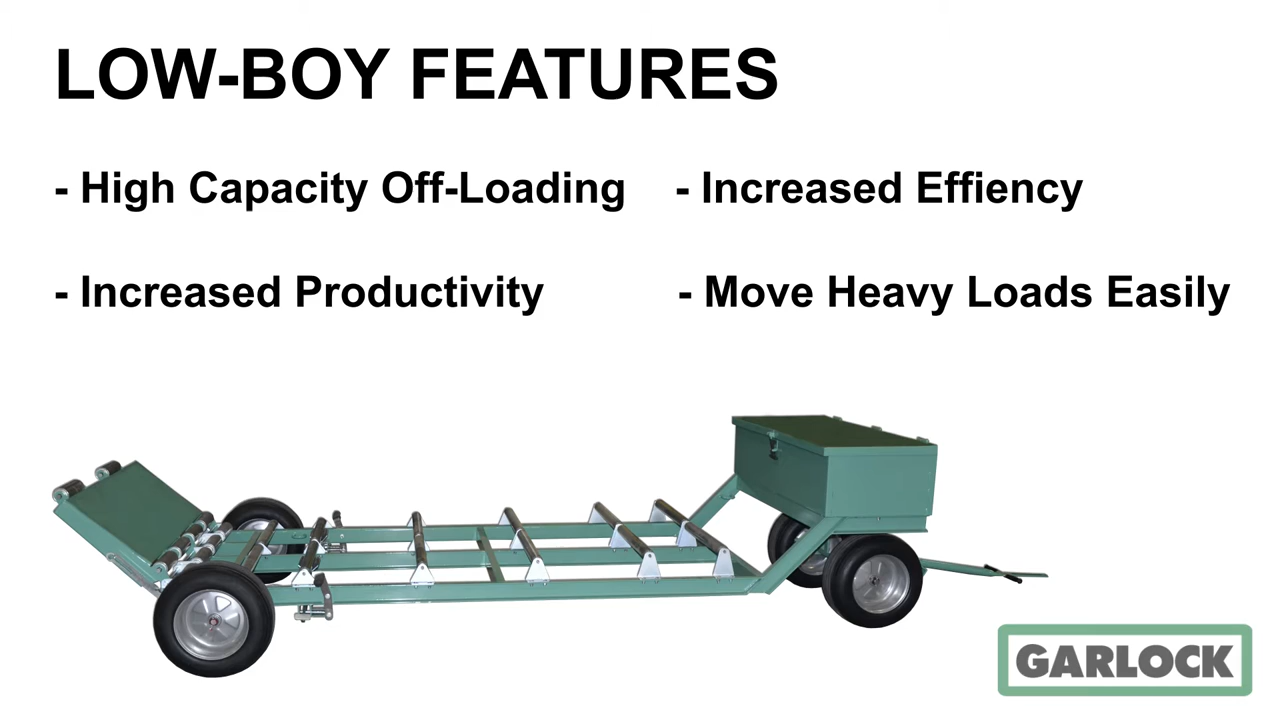 LOW-BOY FEATURES
- High Capacity Off-Loading - Increased Effiency
- Increased Productivity - Move Heavy Loads Easily
GARLOCK